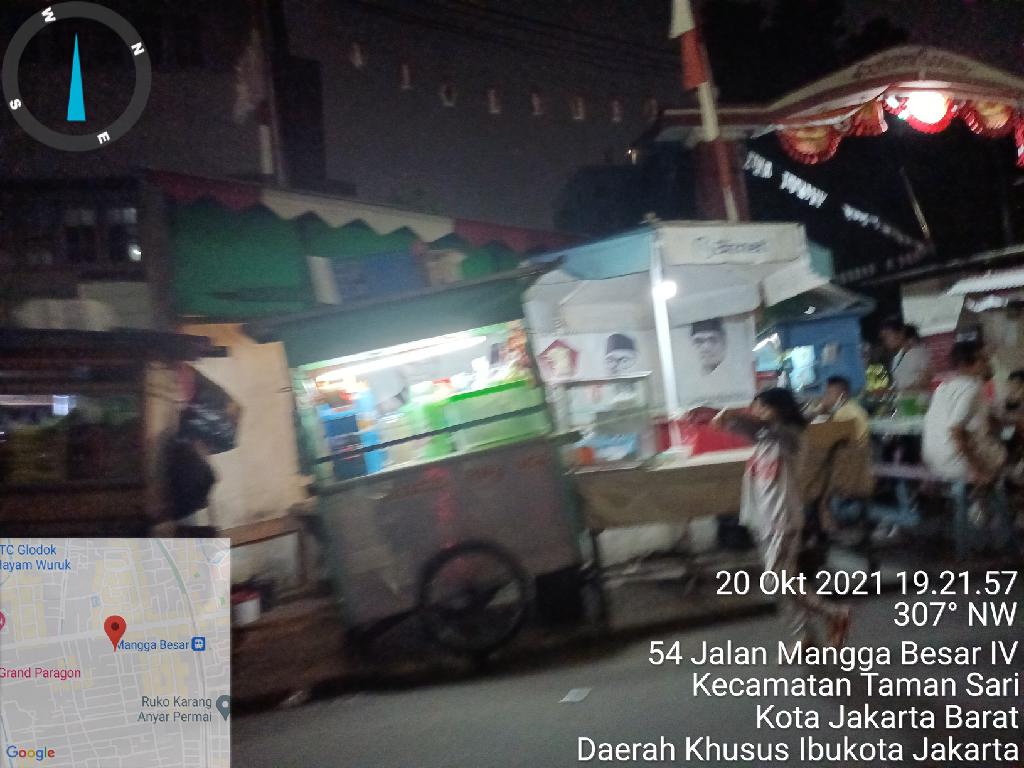 W
N
S
E
TC Glodok
Hayam Wuruk
Mangga Besar
Grand Paragon
Ruko Karang
Anyar Permai
Google
20 Okt 2021 19.21.57
307° NW
54 Jalan Mangga Besar IV
Kecamatan Taman Sari
Kota Jakarta Barat
Daerah Khusus Ibukota Jakarta